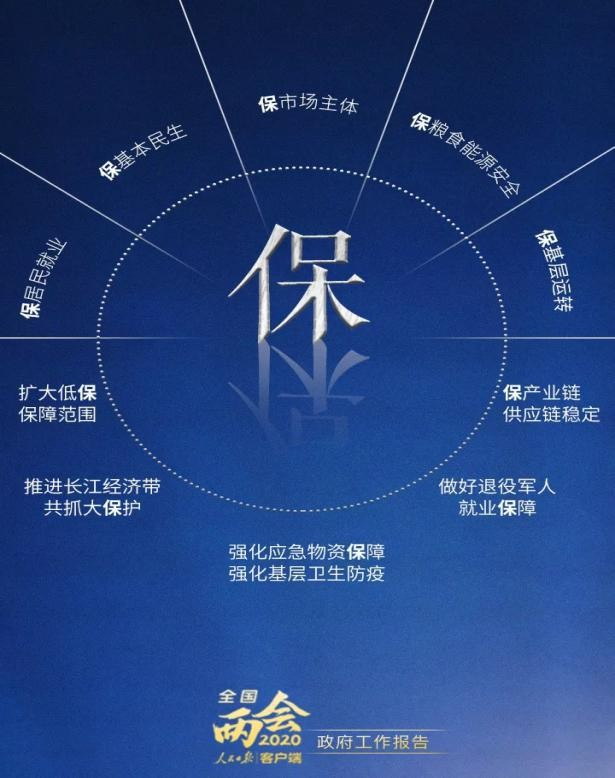 保市场主体
保基本民生
保粮食能源安全
保居民就业
保基层运转
保
扩大低保
保障范围
保产业链
供应链稳定
推进长江经济带
共抓大保护
做好退役军人
就业保障
强化应急物资保障
强化基层卫生防疫
全国
两会
2020
人民日报 客户端
政府工作报告